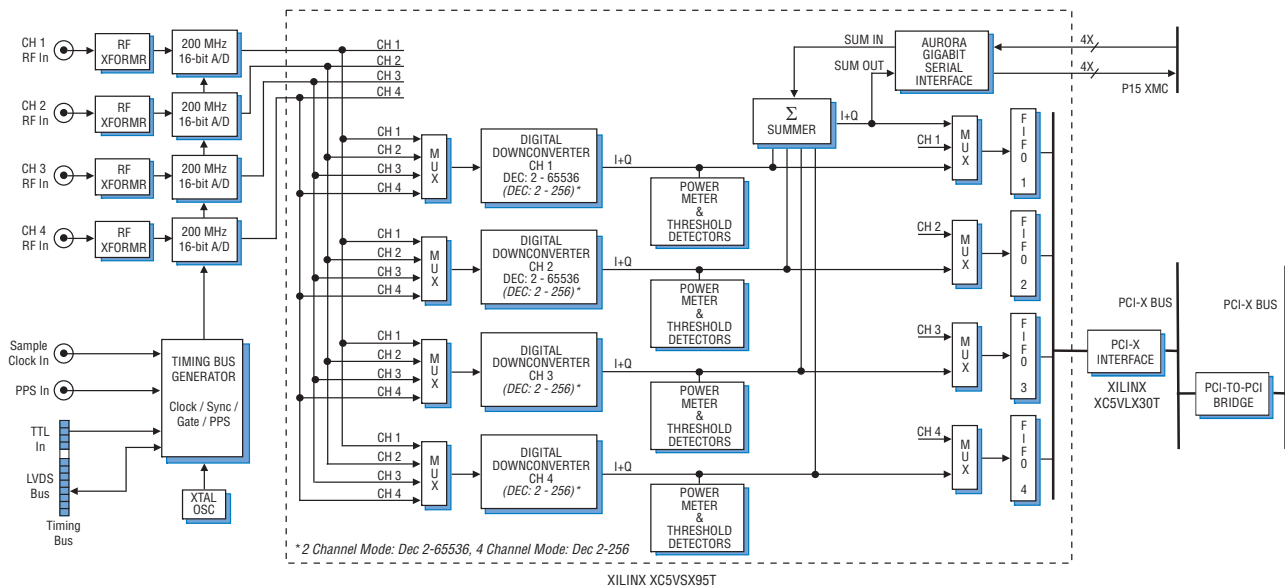 CH 1
RF In
RF
XFORMR
200 MHz
16-bit A/D
CH 2
RF In
RF
XFORMR
200 MHz
16-bit A/D
CH 3
RF In
RF
XFORMR
200 MHz
16-bit A/D
CH 4
RF In
RF
XFORMR
200 MHz
16-bit A/D
Sample
Clock In
PPS In
TTL
In
LVDS
Bus
Timing
Bus
TIMING BUS
GENERATOR
Clock / Sync /
Gate / PPS
XTAL
OSC
CH 1
CH 2
CH 3
CH 4
SUM IN
SUM OUT
AURORA
GIGABIT
SERIAL
INTERFACE
4X
4X
P15 XMC
Σ
SUMMER
I+Q
CH 1
CH 2
CH 3
CH 4
MUX
DIGITAL
DOWNCONVERTER
CH 1
DEC: 2 - 65536
(DEC: 2 - 256)*
I+Q
POWER
METER
&
THRESHOLD
DETECTORS
CH 1
MUX
FIFO 1
CH 1
CH 2
CH 3
CH 4
MUX
DIGITAL
DOWNCONVERTER
CH 2
DEC: 2 - 65536
(DEC: 2 - 256)*
I+Q
POWER
METER
&
THRESHOLD
DETECTORS
CH 2
MUX
FIFO 2
CH 1
CH 2
CH 3
CH 4
MUX
DIGITAL
DOWNCONVERTER
CH 3
(DEC: 2 - 256)*
I+Q
POWER
METER
&
THRESHOLD
DETECTORS
CH 3
MUX
FIFO 3
CH 1
CH 2
CH 3
CH 4
MUX
DIGITAL
DOWNCONVERTER
CH 4
(DEC: 2 - 256)*
I+Q
POWER
METER
&
THRESHOLD
DETECTORS
CH 4
MUX
FIFO 4
PCI-X BUS
PCI-X
INTERFACE
XILINX
XC5VLX30T
PCI-TO-PCI
BRIDGE
PCI-X BUS
* 2 Channel Mode: Dec 2-65536, 4 Channel Mode: Dec 2-256
XILINX XC5VSX95T